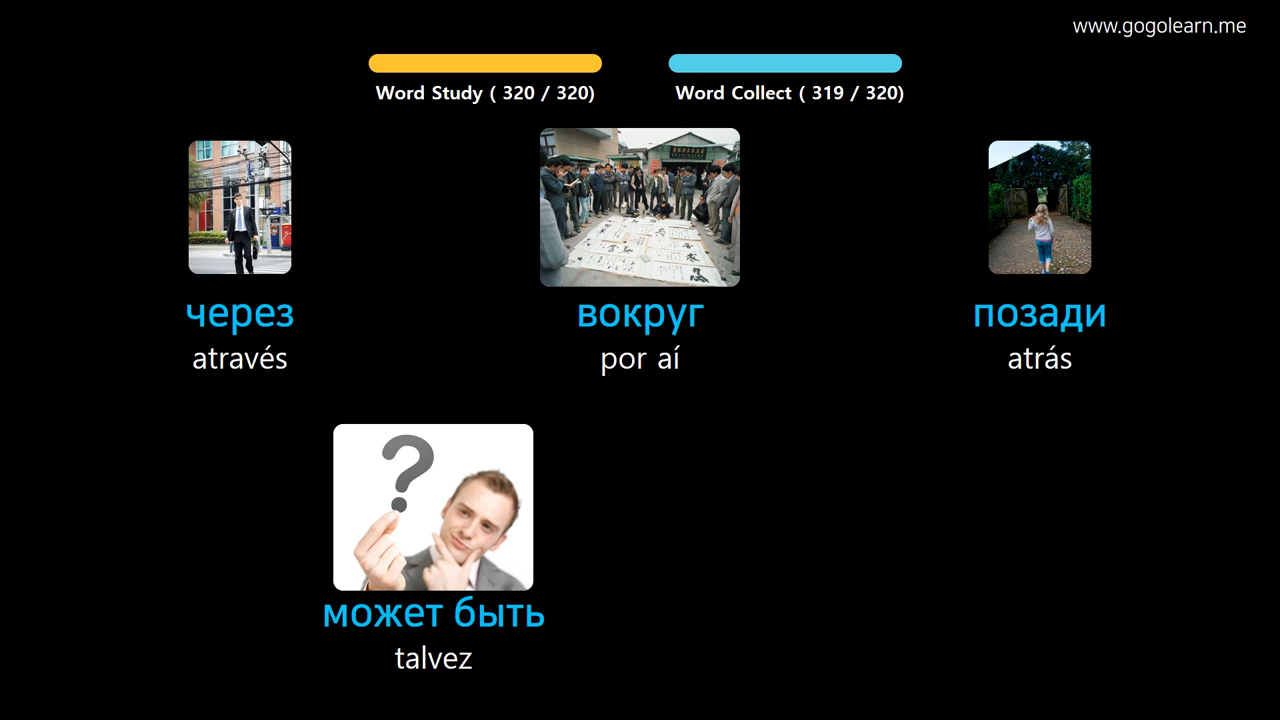 www.gogolearn.me
Word Study ( 320 / 320)
Word Collect ( 319 / 320)
через
вокруг
позади
através
por aí
atrás
?
может быть
talvez